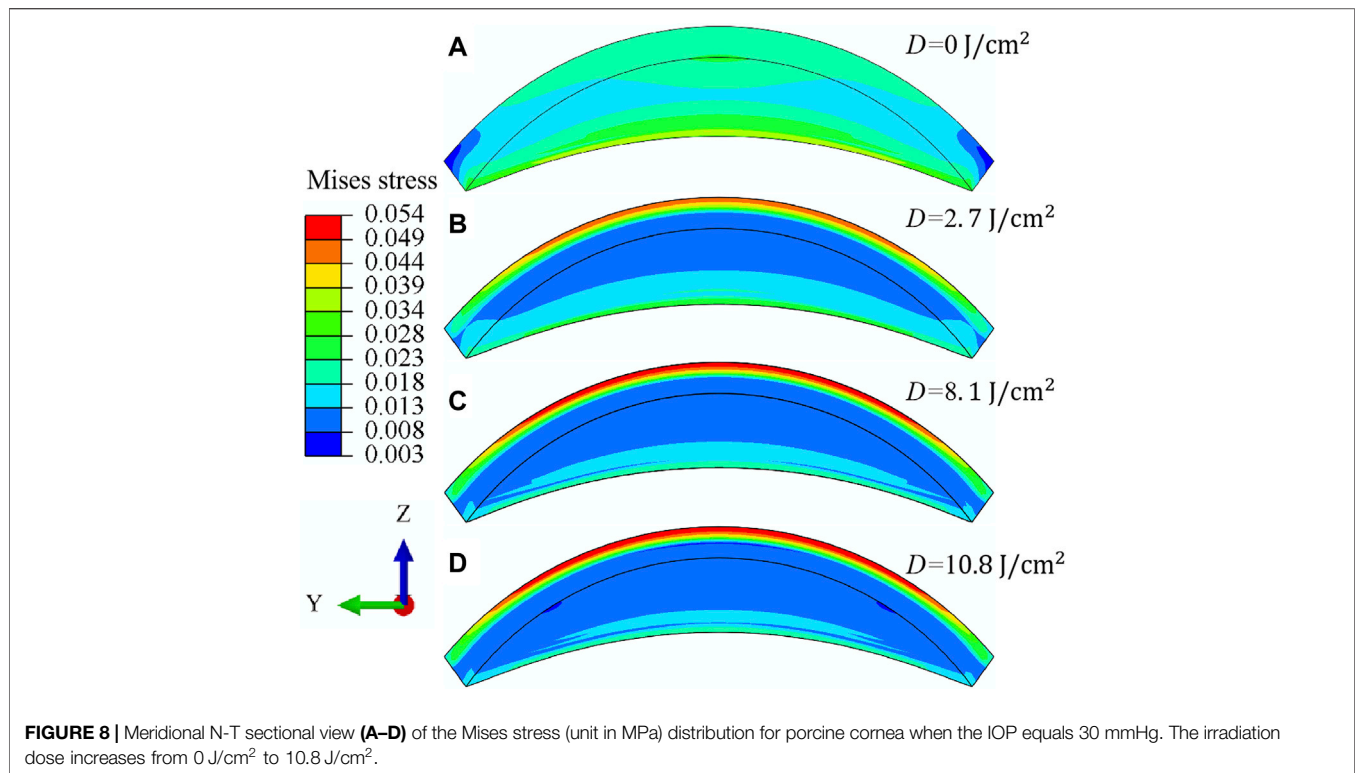 A
D=0 J/cm²
Mises stress
0.054
0.049
0.044
0.039
0.034
0.028
0.023
0.018
0.013
0.008
0.003
B
D=2.7 J/cm²
C
D=8.1 J/cm²
Z
Y
D
D=10.8 J/cm²
FIGURE 8 | Meridional N-T sectional view (A–D) of the Mises stress (unit in MPa) distribution for porcine cornea when the IOP equals 30 mmHg. The irradiation
dose increases from 0 J/cm² to 10.8 J/cm².